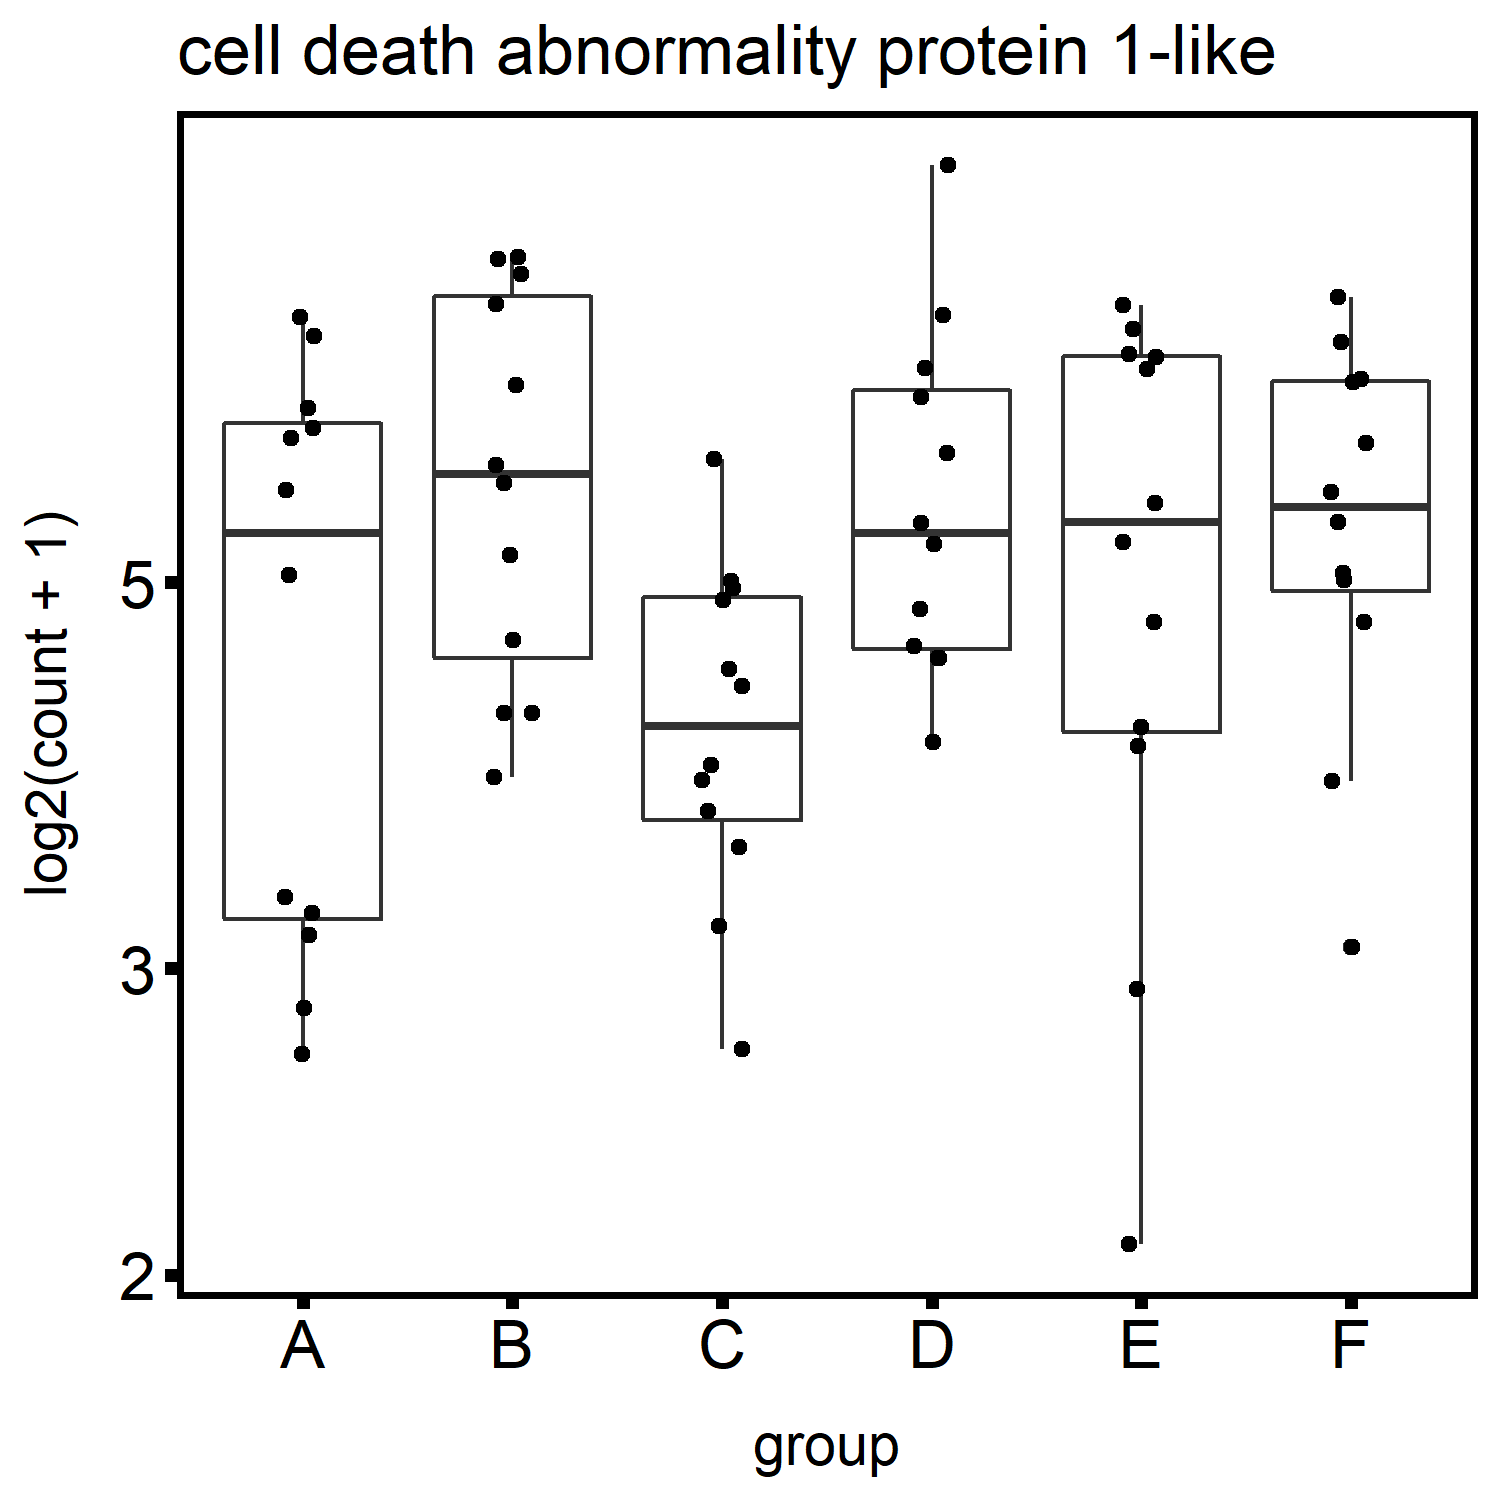 cell death abnormality protein 1-like
log2(count + 1)
5
3
2
A B C D E F
group